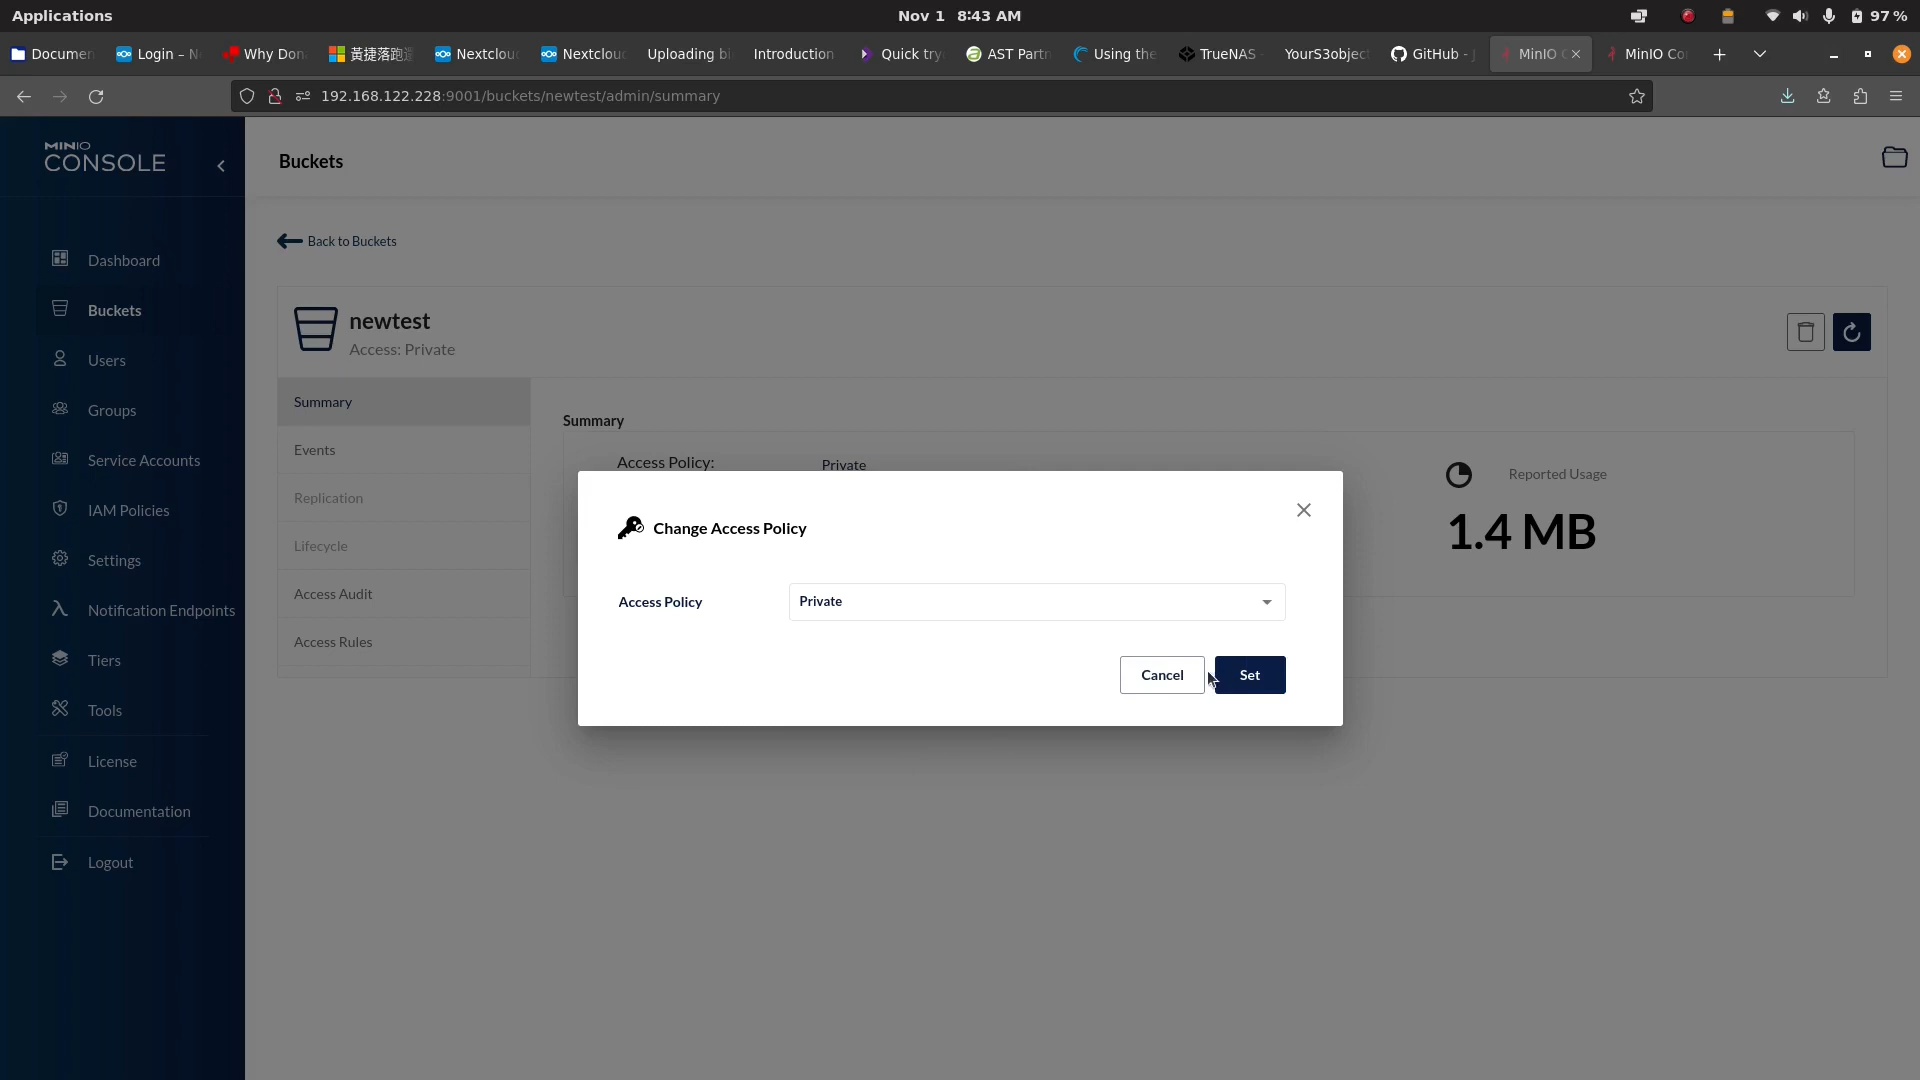 Applications
Nov 1 8:43 AM
97 %
Documen
Login – N
Why Don
黃捷落跑選
Nextclou
Nextclou
Uploading bi
Introduction
Quick try
AST Partn
Using the
TrueNAS
YourS3object
GitHub - J
MinIO C
MinIO Co
192.168.122.228:9001/buckets/newtest/admin/summary
MINIO
CONSOLE
Buckets
Back to Buckets
Dashboard
Buckets
Users
Groups
Service Accounts
IAM Policies
Settings
Notification Endpoints
Tiers
Tools
License
Documentation
Logout
newtest
Access: Private
Summary
Events
Replication
Lifecycle
Access Audit
Access Rules
Summary
Access Policy:
Private
Reported Usage
1.4 MB
Change Access Policy
Access Policy
Private
Cancel
Set